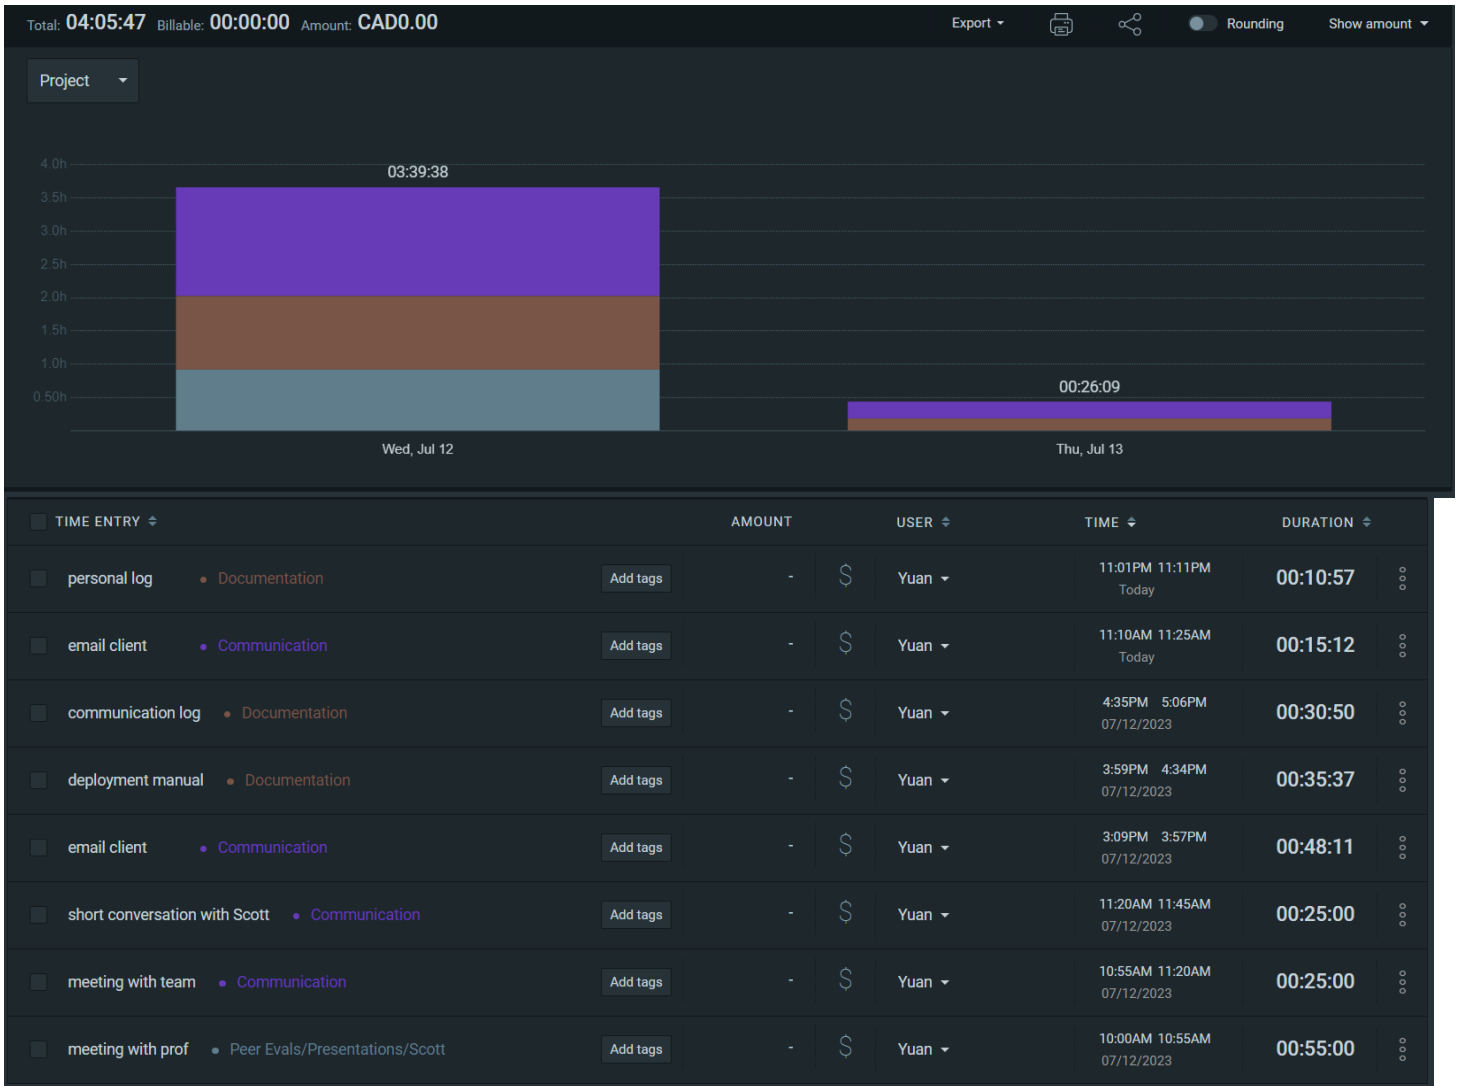 Total: 04:05:47 Billable: 00:00:00 Amount: CAD0.00 Export Rounding Show amount
Project
4.0h
03:39:38
3.5h
3.0h
2.5h
2.0h
1.5h
1.0h
00:26:09
0.50h
Wed, Jul 12 Thu, Jul 13
TIME ENTRY AMOUNT USER TIME DURATION
personal log • Documentation Add tags - $ Yuan 11:01PM 11:11PM 00:10:57
Today
email client • Communication Add tags - $ Yuan 11:10AM 11:25AM 00:15:12
Today
communication log • Documentation Add tags - $ Yuan 4:35PM 5:06PM 00:30:50
07/12/2023
deployment manual • Documentation Add tags - $ Yuan 3:59PM 4:34PM 00:35:37
07/12/2023
email client • Communication Add tags - $ Yuan 3:09PM 3:57PM 00:48:11
07/12/2023
short conversation with Scott • Communication Add tags - $ Yuan 11:20AM 11:45AM 00:25:00
07/12/2023
meeting with team • Communication Add tags - $ Yuan 10:55AM 11:20AM 00:25:00
07/12/2023
meeting with prof • Peer Evals/Presentations/Scott Add tags - $ Yuan 10:00AM 10:55AM 00:55:00
07/12/2023